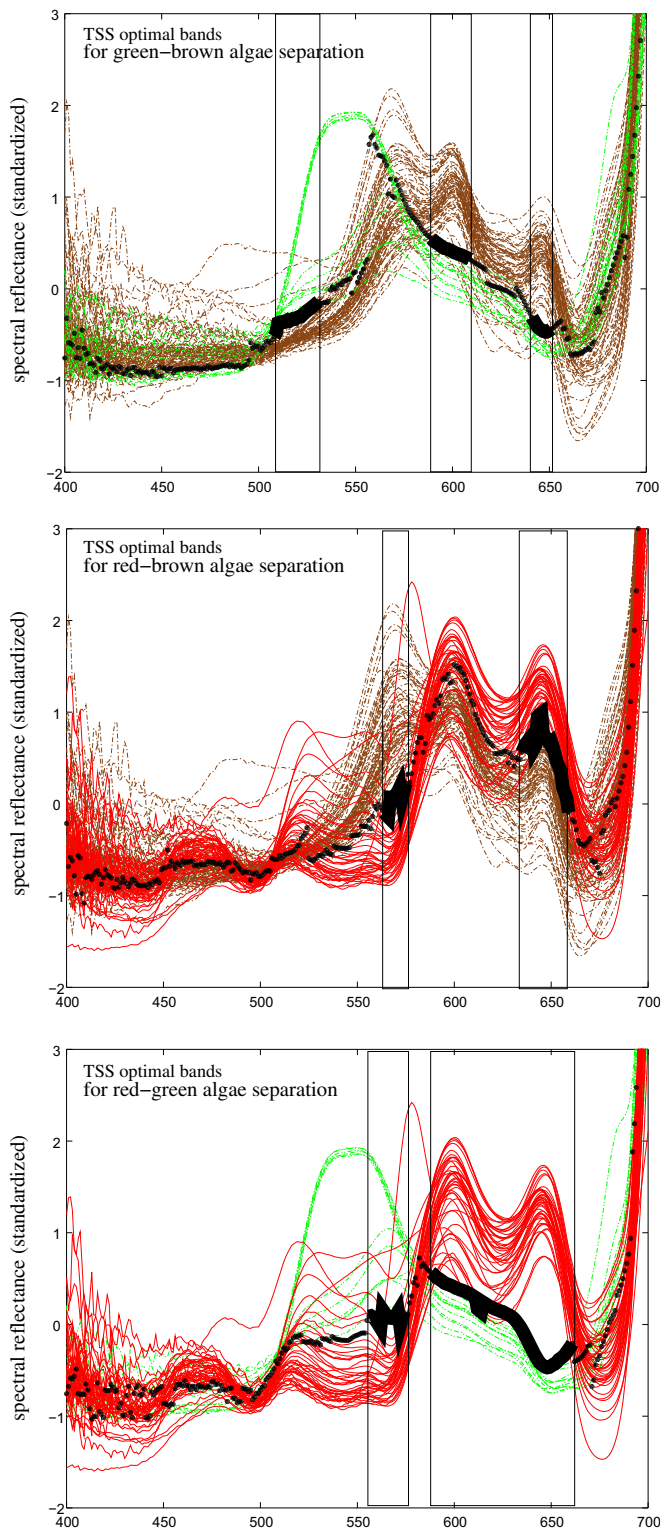 3
TSS optimal bands
for green−brown algae separation
2
1
0
−1
−2
spectral reflectance (standardized)
400 450 500 550 600 650 700
3
TSS optimal bands
for red−brown algae separation
2
1
0
−1
−2
spectral reflectance (standardized)
400 450 500 550 600 650 700
3
TSS optimal bands
for red−green algae separation
2
1
0
−1
−2
spectral reflectance (standardized)
400 450 500 550 600 650 700